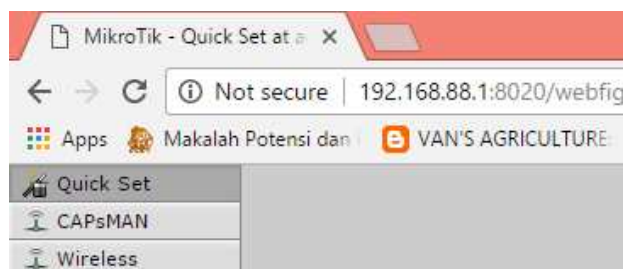 MikroTik - Quick Set at a
Not secure | 192.168.88.1:8020/webfig
Apps Makalah Potensi dan VAN'S AGRICULTURE:
Quick Set
CAPsMAN
Wireless